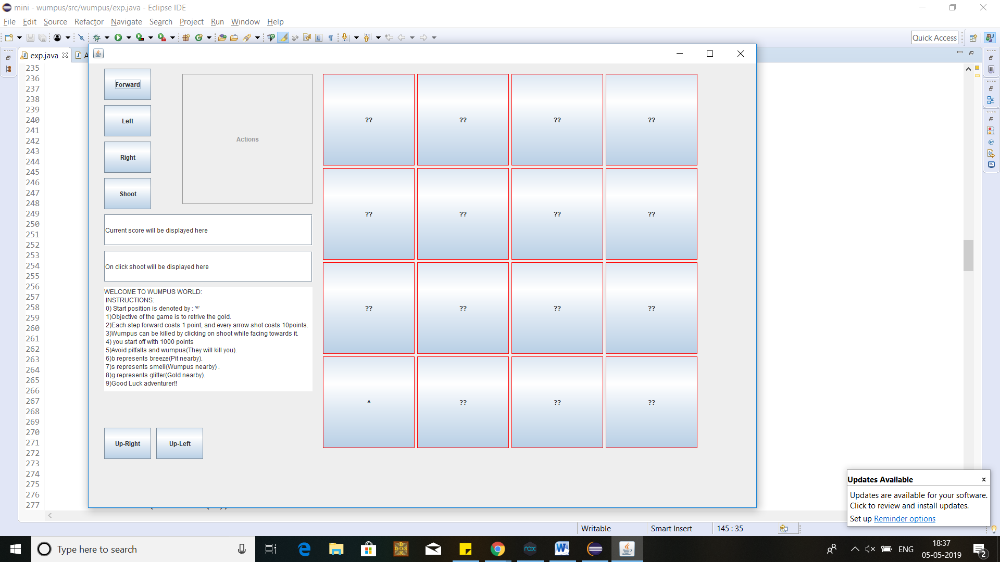 mini - wumpus/src/wumpus/exp.java - Eclipse IDE
File Edit Source Refactor Navigate Search Project Run Window Help
Quick Access
exp.java A
235
236
237
238
239
240
241
242
243
244
245
246
247
248
249
250
251
252
253
254
255
256
257
258
259
260
261
262
263
264
265
266
267
268
269
270
271
272
273
274
275
276
277
Forward
Left
Right
Shoot
Actions
Current score will be displayed here
On click shoot will be displayed here
WELCOME TO WUMPUS WORLD:
INSTRUCTIONS:
0) Start position is denoted by : '^'
1)Objective of the game is to retrive the gold.
2)Each step forward costs 1 point, and every arrow shot costs 10points.
3)Wumpus can be killed by clicking on shoot while facing towards it.
4) you start off with 1000 points
5)Avoid pitfalls and wumpus(They will kill you).
6)b represents breeze(Pit nearby).
7)s represents smell(Wumpus nearby) .
8)g represents glitter(Gold nearby).
9)Good Luck adventurer!!
Up-Right Up-Left
?? ?? ?? ??
?? ?? ?? ??
?? ?? ?? ??
^ ?? ?? ??
Updates Available x
Updates are available for your software.
Click to review and install updates.
Set up Reminder options
Writable Smart Insert 145 : 35
Type here to search
DOS
nox
W
ENG
18:37
05-05-2019
2